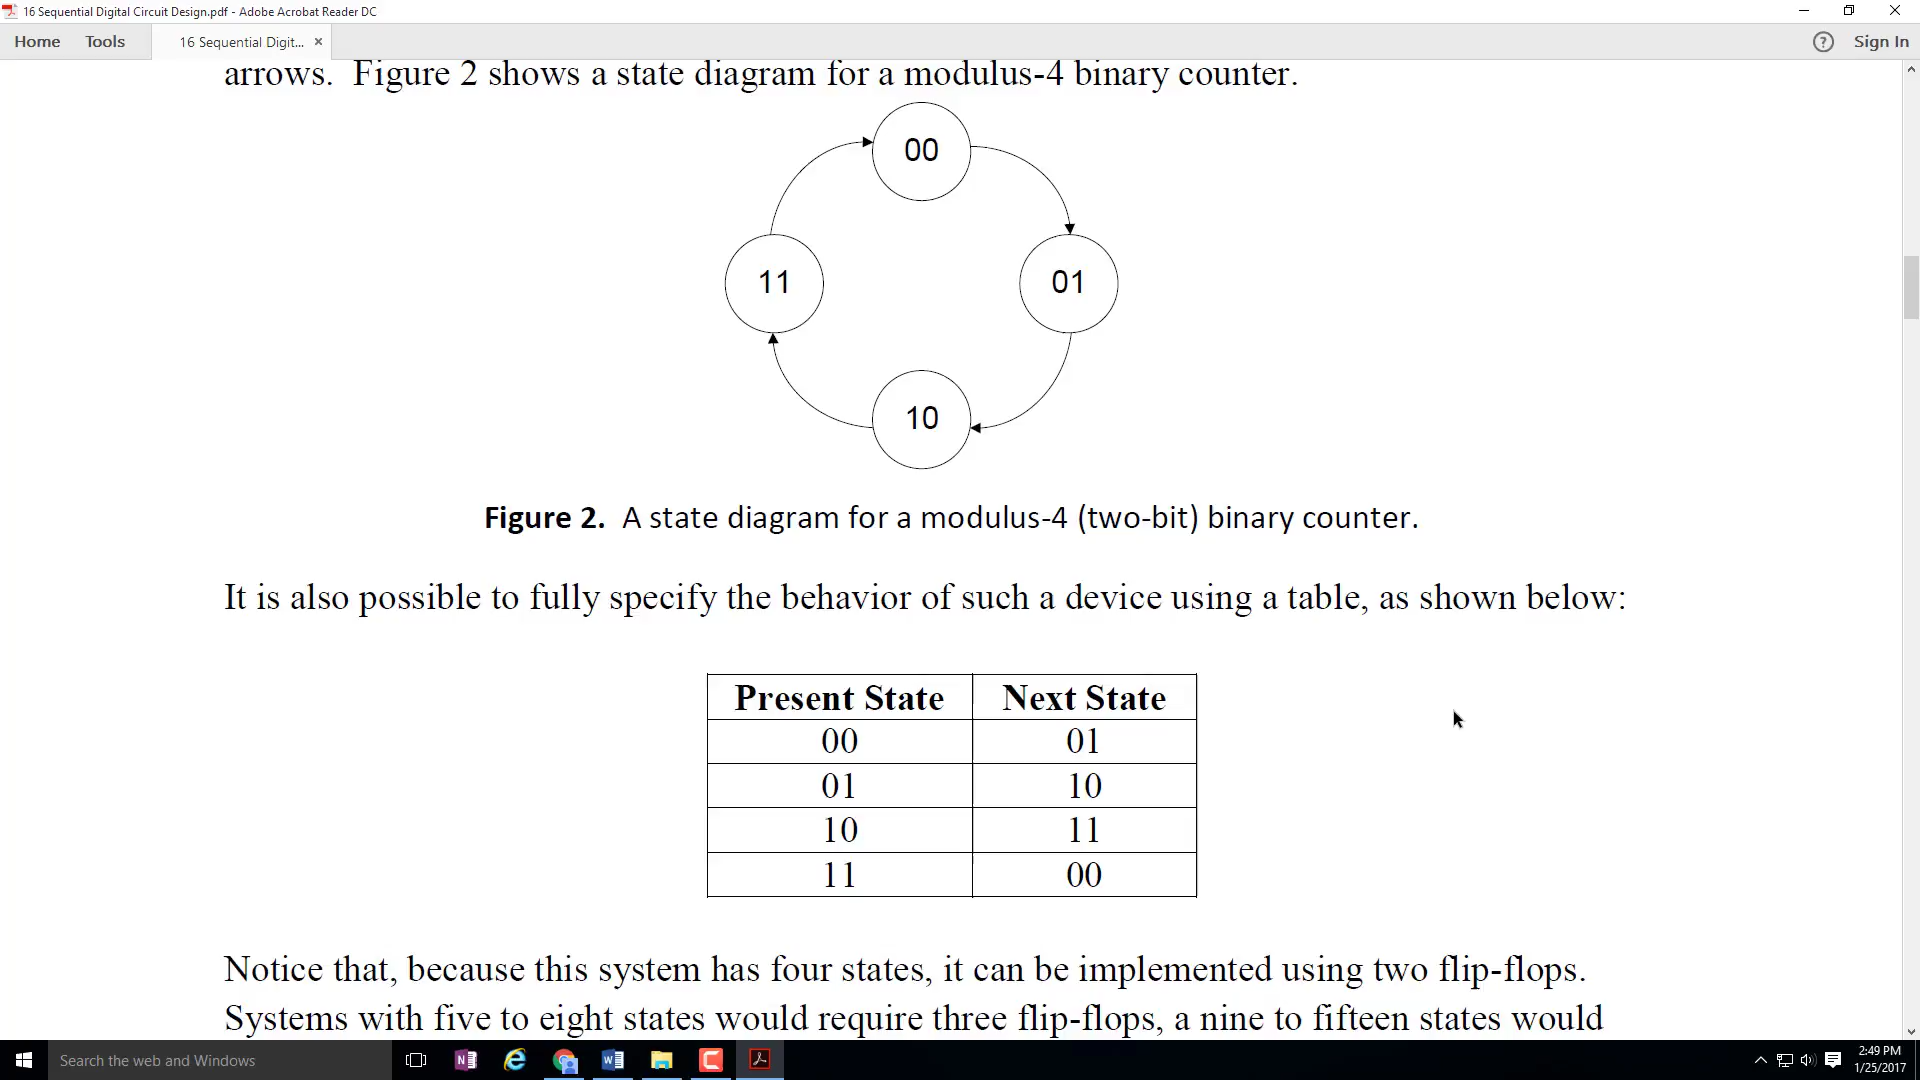 16 Sequential Digital Circuit Design.pdf - Adobe Acrobat Reader DC
Home Tools 16 Sequential Digit... × ? Sign In
arrows. Figure 2 shows a state diagram for a modulus-4 binary counter.
00
11 01
10
Figure 2. A state diagram for a modulus-4 (two-bit) binary counter.
It is also possible to fully specify the behavior of such a device using a table, as shown below:
Present State Next State
00 01
01 10
10 11
11 00
Notice that, because this system has four states, it can be implemented using two flip-flops.
Systems with five to eight states would require three flip-flops, a nine to fifteen states would
Search the web and Windows
2:49 PM
1/25/2017